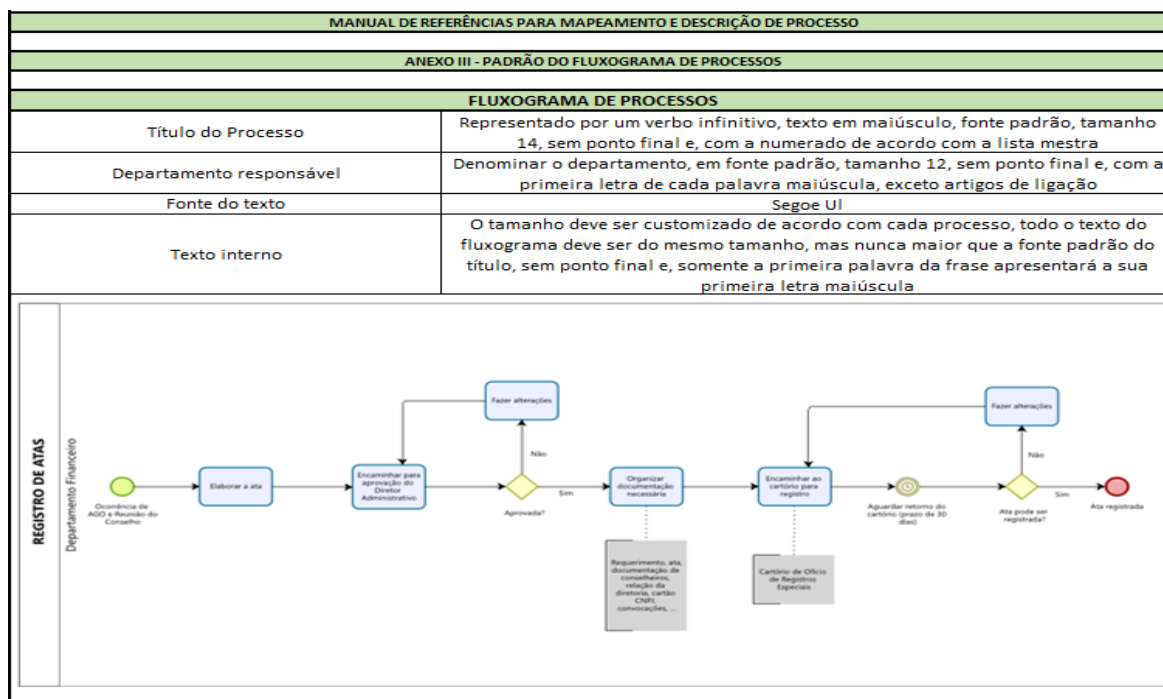 MANUAL DE REFERÊNCIAS PARA MAPEAMENTO E DESCRIÇÃO DE PROCESSO
ANEXO III - PADRÃO DO FLUXOGRAMA DE PROCESSOS
FLUXOGRAMA DE PROCESSOS
Título do Processo
Representado por um verbo infinitivo, texto em maiúsculo, fonte padrão, tamanho
14, sem ponto final e, com a numerado de acordo com a lista mestra
Departamento responsável
Denominar o departamento, em fonte padrão, tamanho 12, sem ponto final e, com a
primeira letra de cada palavra maiúscula, exceto artigos de ligação
Fonte do texto
Segoe UI
Texto interno
O tamanho deve ser customizado de acordo com cada processo, todo o texto do
fluxograma deve ser do mesmo tamanho, mas nunca maior que a fonte padrão do
título, sem ponto final e, somente a primeira palavra da frase apresentará a sua
primeira letra maiúscula
REGISTRO DE ATAS
Departamento Financeiro
Ocorrência de
AGO e Reunião do
Conselho
Elaborar a ata
Encaminhar para
aprovação do
Diretor
Administrativo
Fazer alterações
Não
Aprovada?
Sim
Organizar
documentação
necessária
Requerimento, ata,
documentação de
conselheiros,
relação da
diretoria, cartão
CNPJ,
convocações, ...
Encaminhar ao
cartório para
registro
Cartório de Ofício
de Registros
Especiais
Aguardar retorno do
cartório (prazo de 30
dias)
Fazer alterações
Não
Ata pode ser
registrada?
Sim
Ata registrada